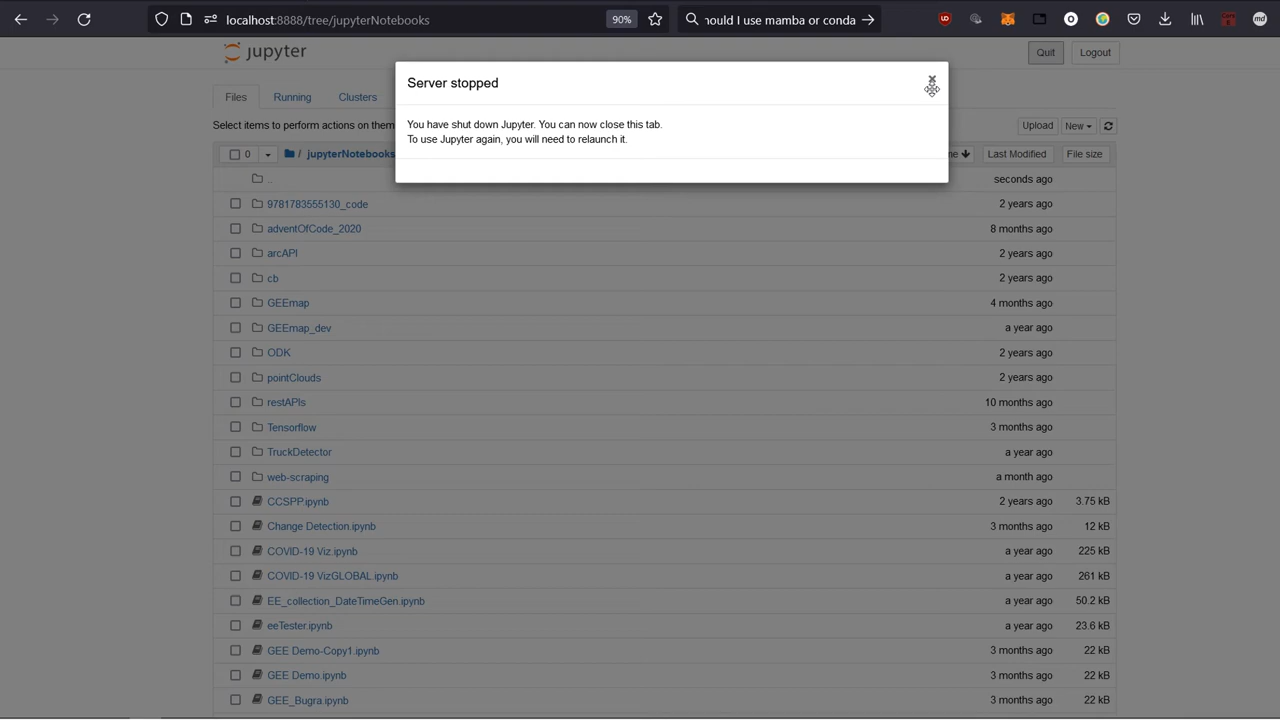 localhost:8888/tree/jupyterNotebooks
90%
hould I use mamba or conda
md
jupyter
Quit
Logout
Server stopped
You have shut down Jupyter. You can now close this tab.
To use Jupyter again, you will need to relaunch it.
Files
Running
Clusters
Select items to perform actions on them
Upload
New
0
/ jupyterNotebooks
me
Last Modified
File size
..
seconds ago
9781783555130_code
2 years ago
adventOfCode_2020
8 months ago
arcAPI
2 years ago
cb
2 years ago
GEEmap
4 months ago
GEEmap_dev
a year ago
ODK
2 years ago
pointClouds
2 years ago
restAPIs
10 months ago
Tensorflow
3 months ago
TruckDetector
a year ago
web-scraping
a month ago
CCSPP.ipynb
2 years ago
3.75 kB
Change Detection.ipynb
3 months ago
12 kB
COVID-19 Viz.ipynb
a year ago
225 kB
COVID-19 VizGLOBAL.ipynb
a year ago
261 kB
EE_collection_DateTimeGen.ipynb
a year ago
50.2 kB
eeTester.ipynb
a year ago
23.6 kB
GEE Demo-Copy1.ipynb
3 months ago
22 kB
GEE Demo.ipynb
3 months ago
22 kB
GEE_Bugra.ipynb
3 months ago
22 kB